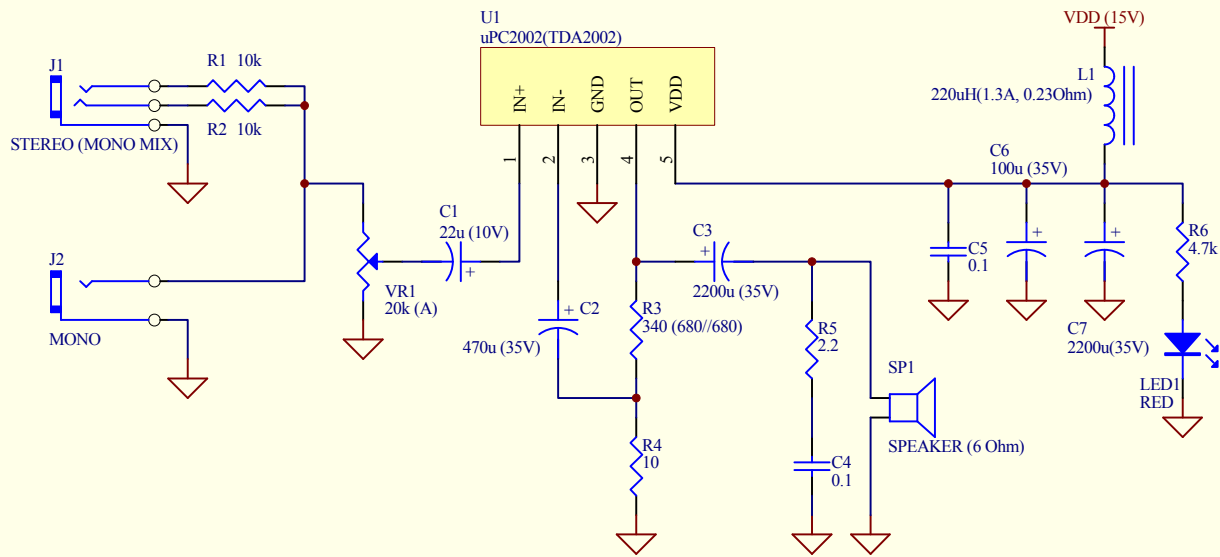 U1
uPC2002(TDA2002)
IN+
IN-
GND
OUT
VDD
1
2
3
4
5
J1
R1 10k
R2 10k
STEREO (MONO MIX)
J2
MONO
VR1
20k (A)
C1
22u (10V)
+
+
C2
470u (35V)
R3
340 (680//680)
R4
10
C3
+
2200u (35V)
R5
2.2
C4
0.1
SP1
SPEAKER (6 Ohm)
VDD (15V)
L1
220uH(1.3A, 0.23Ohm)
C6
100u (35V)
C5
0.1
+
+
R6
4.7k
C7
2200u(35V)
LED1
RED